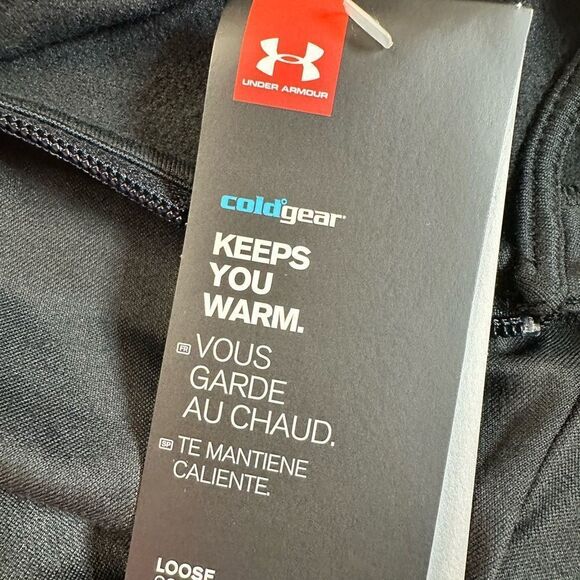 UNDER ARMOUR
coldgear
KEEPS
YOU
WARM.
FR VOUS
GARDE
AU CHAUD.
SP TE MANTIENE
CALIENTE.
LOOSE